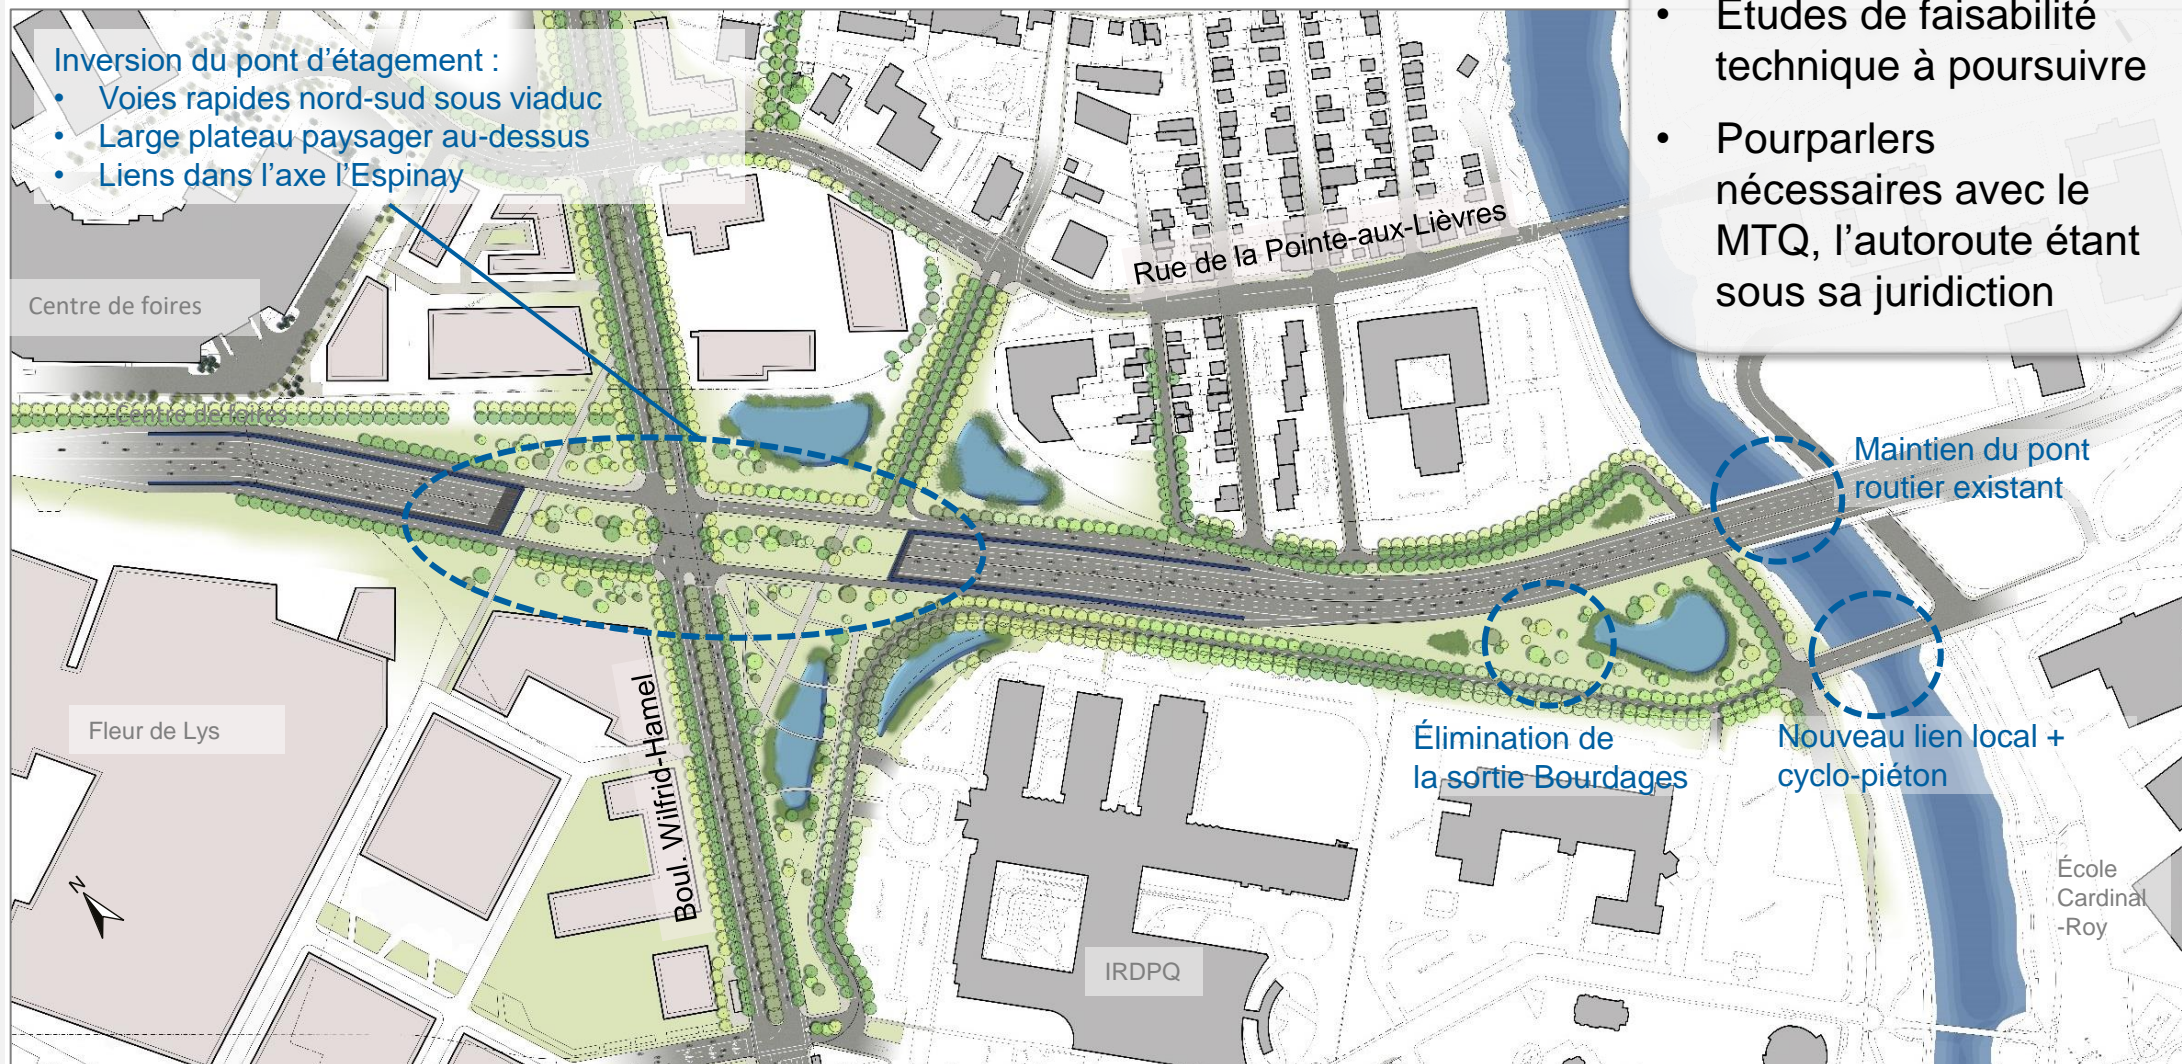 Inversion du pont d'étagement :
• Voies rapides nord-sud sous viaduc
• Large plateau paysager au-dessus
• Liens dans l'axe l'Espinay
• Études de faisabilité
technique à poursuivre
• Pourparlers
nécessaires avec le
MTQ, l'autoroute étant
sous sa juridiction
Rue de la Pointe-aux-Lièvres
Centre de foires
Centre de foires
Maintien du pont
routier existant
Fleur de Lys
Boul. Wilfrid-Hamel
Élimination de
la sortie Bourdages
Nouveau lien local +
cyclo-piéton
N
IRDPQ
École
Cardinal
-Roy